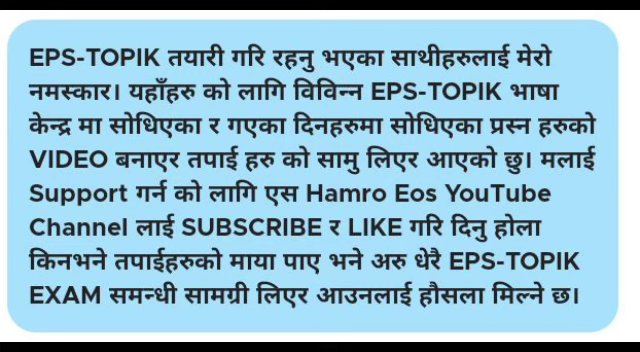 EPS-TOPIK तयारी गरि रहनु भएका साथीहरुलाई मेरो
नमस्कार। यहाँहरु को लागि विविन्न EPS-TOPIK भाषा
केन्द्र मा सोधिएका र गएका दिनहरुमा सोधिएका प्रस्न हरुको
VIDEO बनाएर तपाई हरु को सामु लिएर आएको छु। मलाई
Support गर्न को लागि एस Hamro Eos YouTube
Channel लाई SUBSCRIBE र LIKE गरि दिनु होला
किनभने तपाईहरुको माया पाए भने अरु धेरै EPS-TOPIK
EXAM समन्धी सामग्री लिएर आउनलाई हौसला मिल्ने छ।